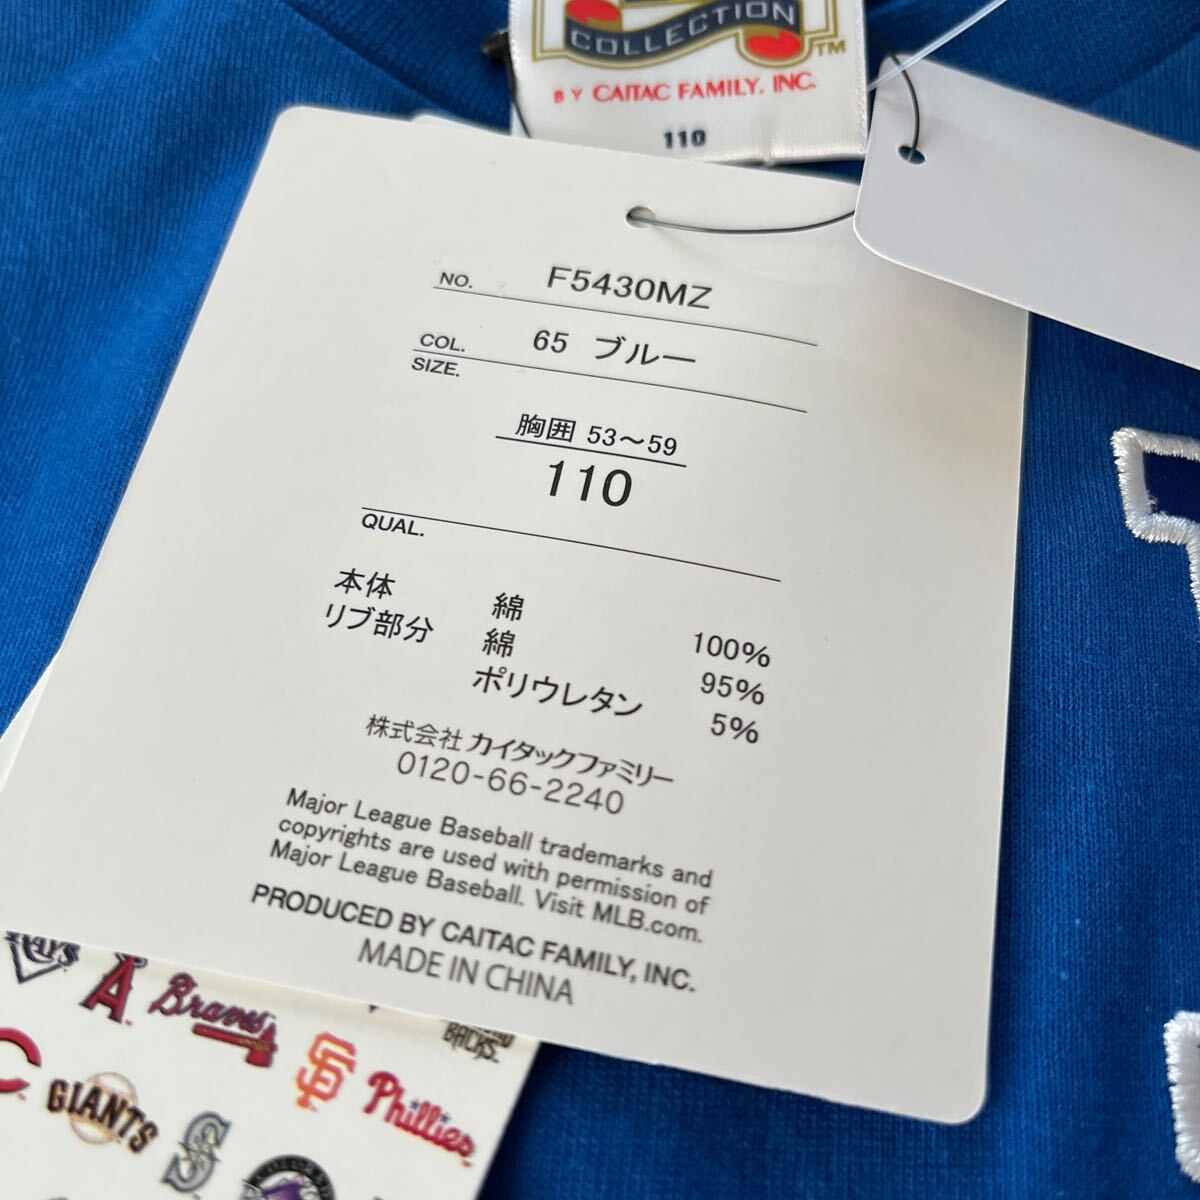 COLLECTION
TM
BY CAITAC FAMILY, INC.
110
NO. F5430MZ
COL. 65 ブルー
SIZE.
胸囲 53〜59
110
QUAL.
本体 綿 100%
リブ部分 綿 95%
ポリウレタン 5%
株式会社 カイタックファミリー
0120-66-2240
Major League Baseball trademarks and
copyrights are used with permission of
Major League Baseball. Visit MLB.com.
PRODUCED BY CAITAC FAMILY, INC.
MADE IN CHINA
RAYS
A
Braves
BACKS
C
GIANTS
SF
Phillies
S